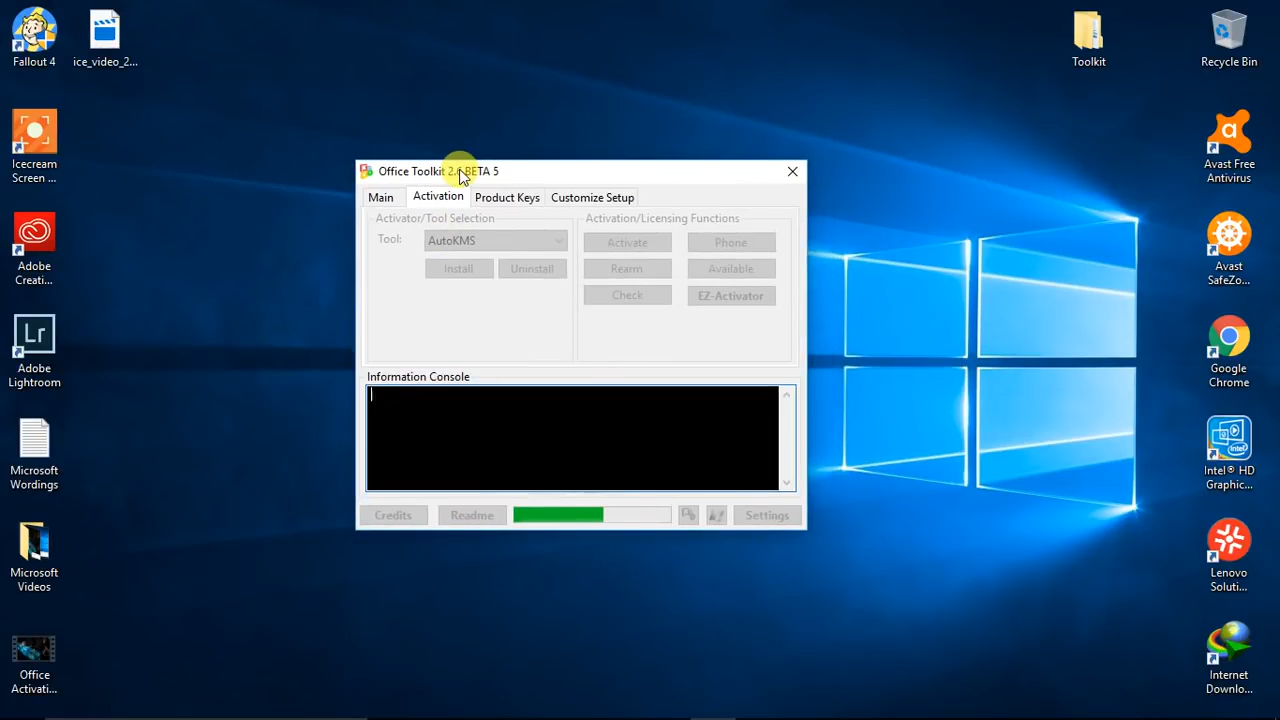 Fallout 4
ice_video_2...
Toolkit
Recycle Bin
Icecream
Screen ...
Avast Free
Antivirus
Adobe
Creati...
Avast
SafeZo...
Lr
Adobe
Lightroom
Google
Chrome
Microsoft
Wordings
Intel® HD
Graphic...
Microsoft
Videos
Lenovo
Soluti...
Office
Activati...
Internet
Downlo...
Office Toolkit 2.6 BETA 5
Main
Activation
Product Keys
Customize Setup
Activator/Tool Selection
Tool:
AutoKMS
Install
Uninstall
Activation/Licensing Functions
Activate
Phone
Rearm
Available
Check
EZ-Activator
Information Console
Credits
Readme
Settings